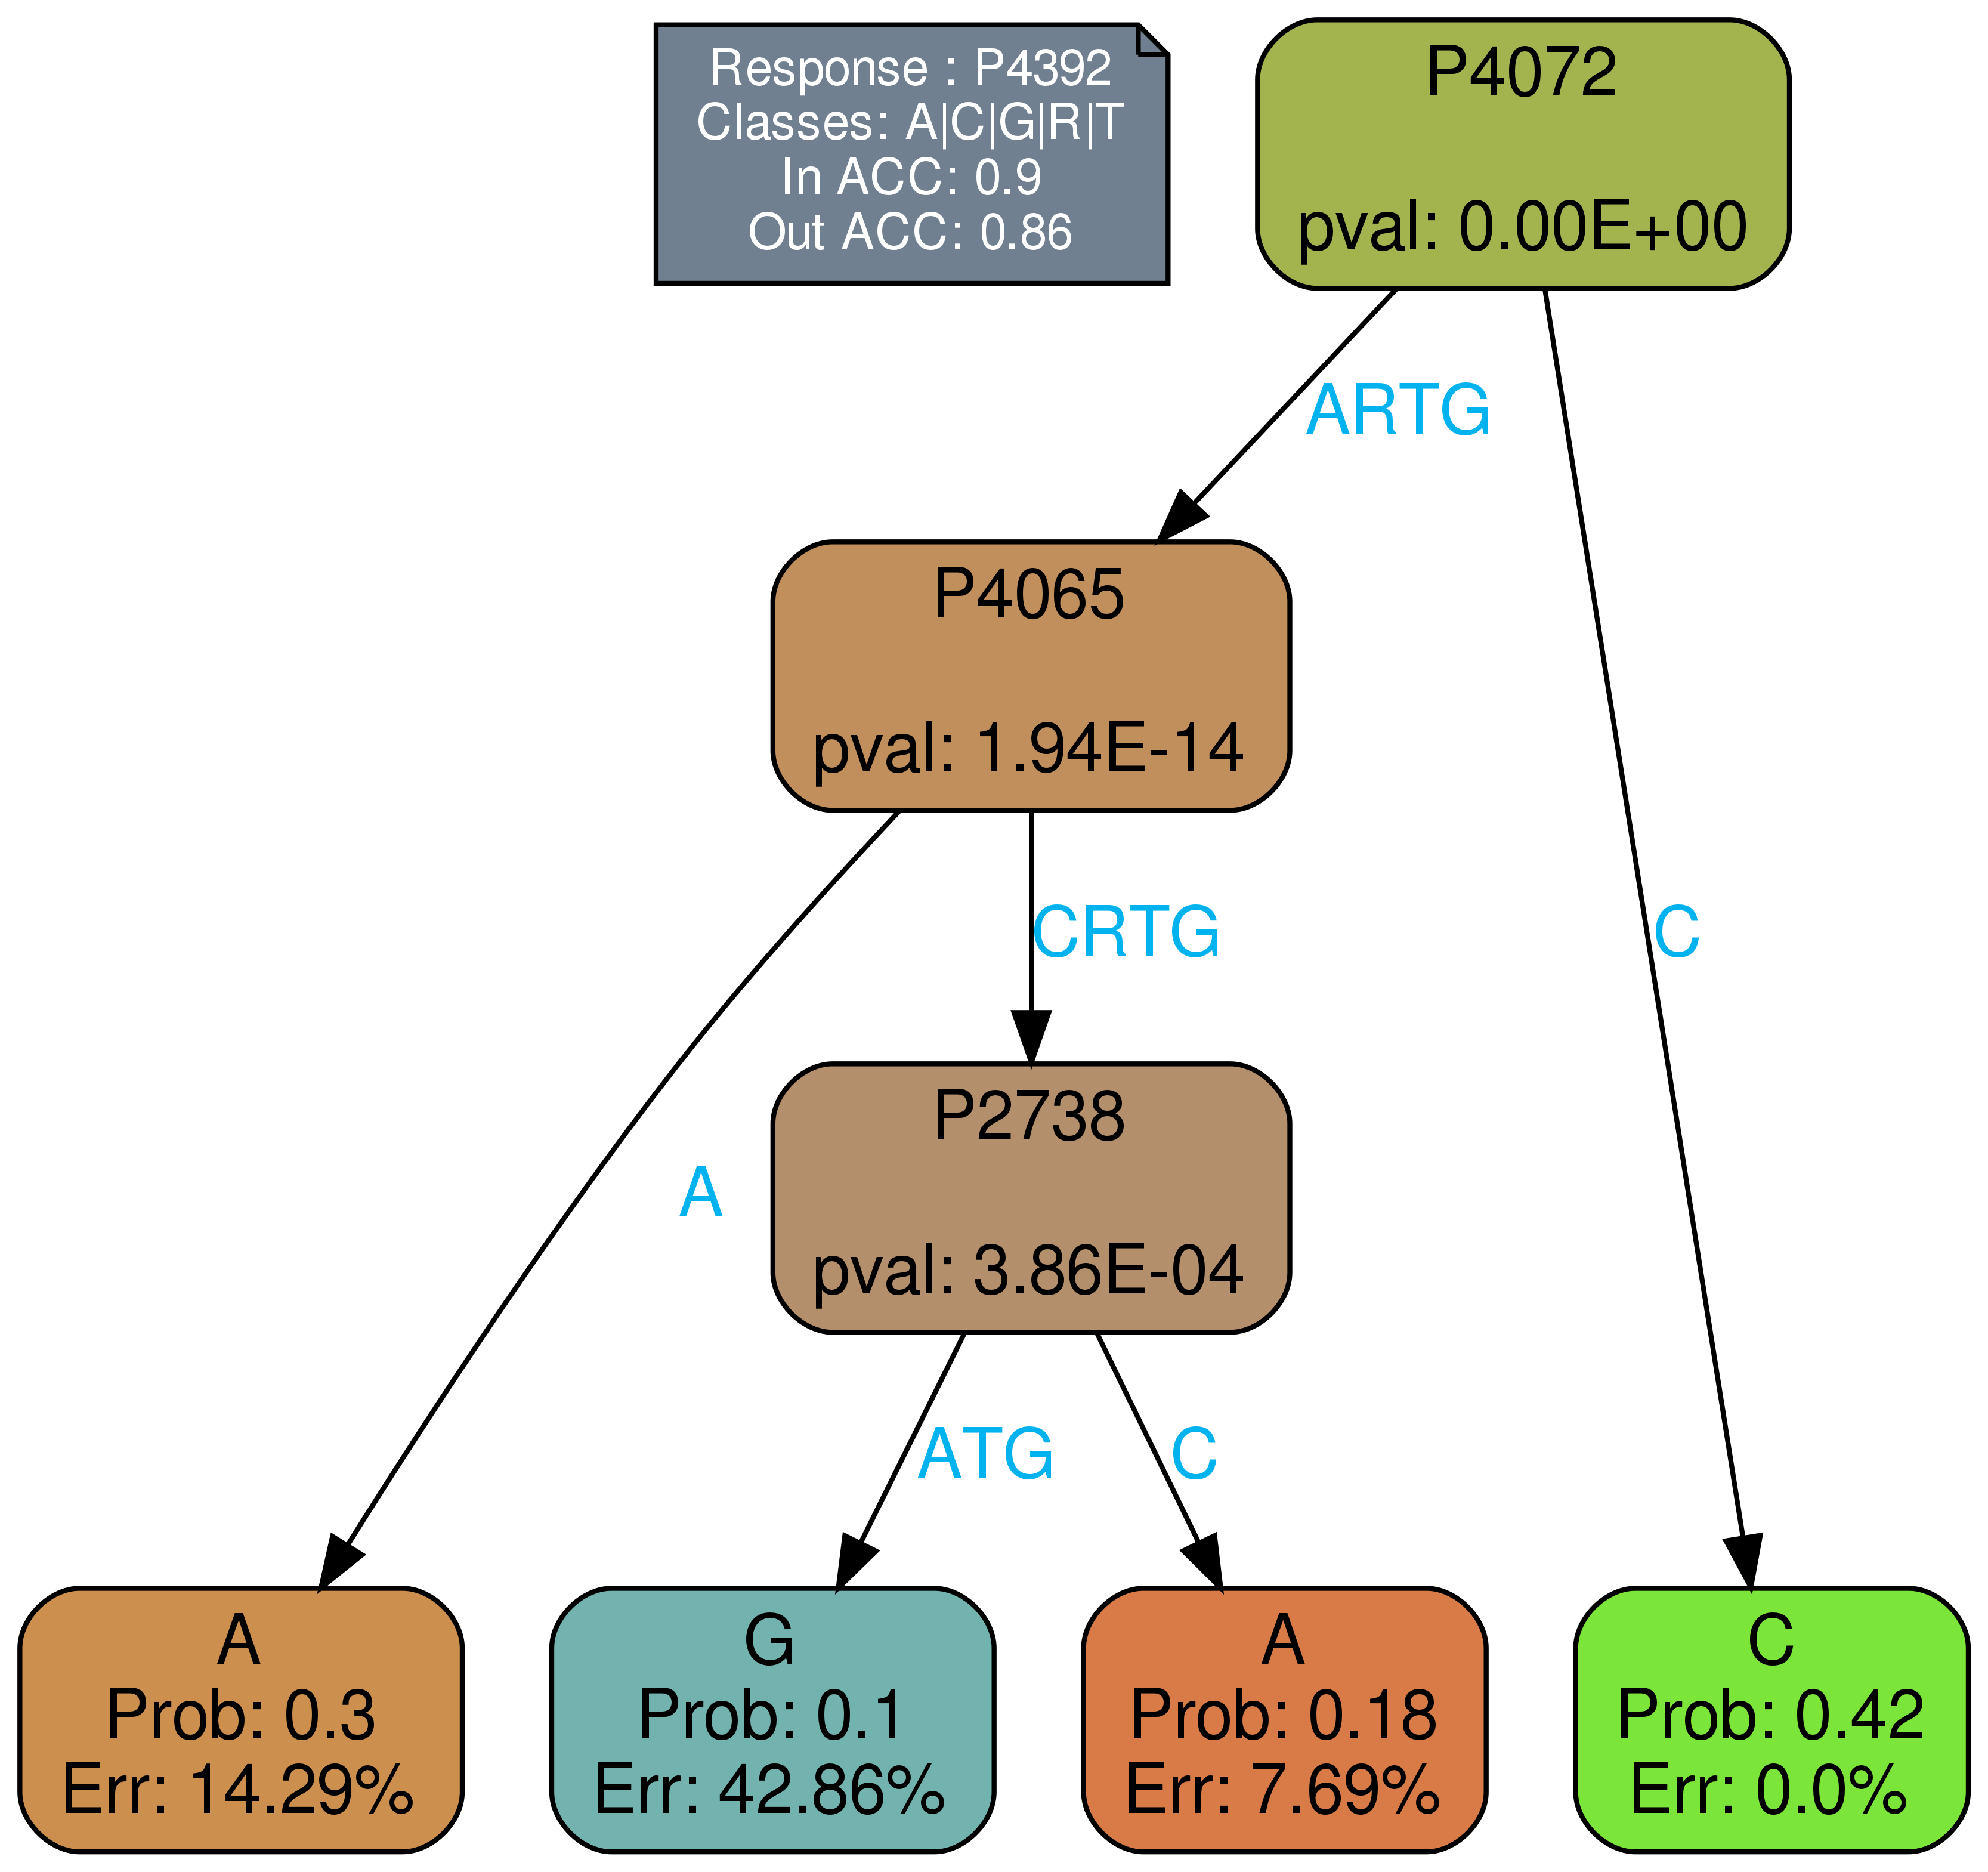 Response : P4392
Classes: A|C|G|R|T
In ACC: 0.9
Out ACC: 0.86
P4072
pval: 0.00E+00
ARTG
P4065
pval: 1.94E-14
CRTG
C
A
P2738
pval: 3.86E-04
ATG
C
A
Prob: 0.3
Err: 14.29%
G
Prob: 0.1
Err: 42.86%
A
Prob: 0.18
Err: 7.69%
C
Prob: 0.42
Err: 0.0%